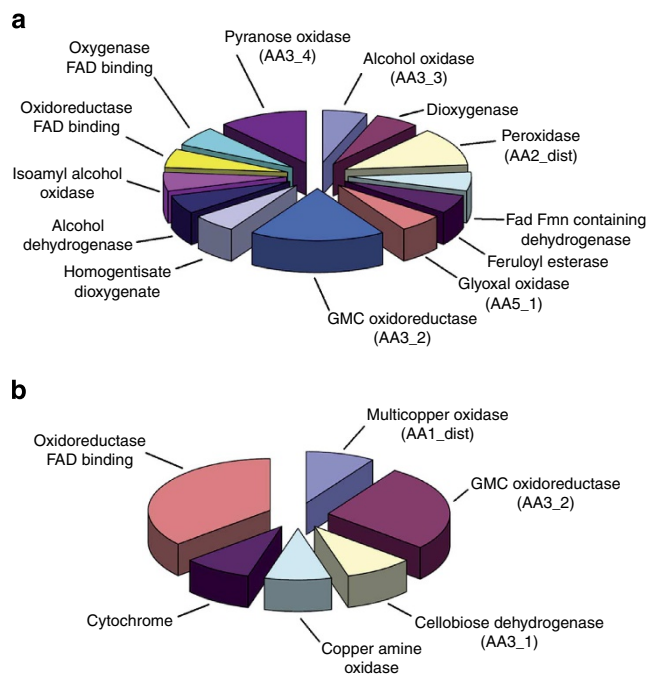 a
Pyranose oxidase
(AA3_4)
Alcohol oxidase
(AA3_3)
Dioxygenase
Peroxidase
(AA2_dist)
Fad Fmn containing
dehydrogenase
Feruloyl esterase
Glyoxal oxidase
(AA5_1)
GMC oxidoreductase
(AA3_2)
Homogentisate
dioxygenate
Alcohol
dehydrogenase
Isoamyl alcohol
oxidase
Oxidoreductase
FAD binding
Oxygenase
FAD binding
b
Multicopper oxidase
(AA1_dist)
GMC oxidoreductase
(AA3_2)
Cellobiose dehydrogenase
(AA3_1)
Copper amine
oxidase
Cytochrome
Oxidoreductase
FAD binding